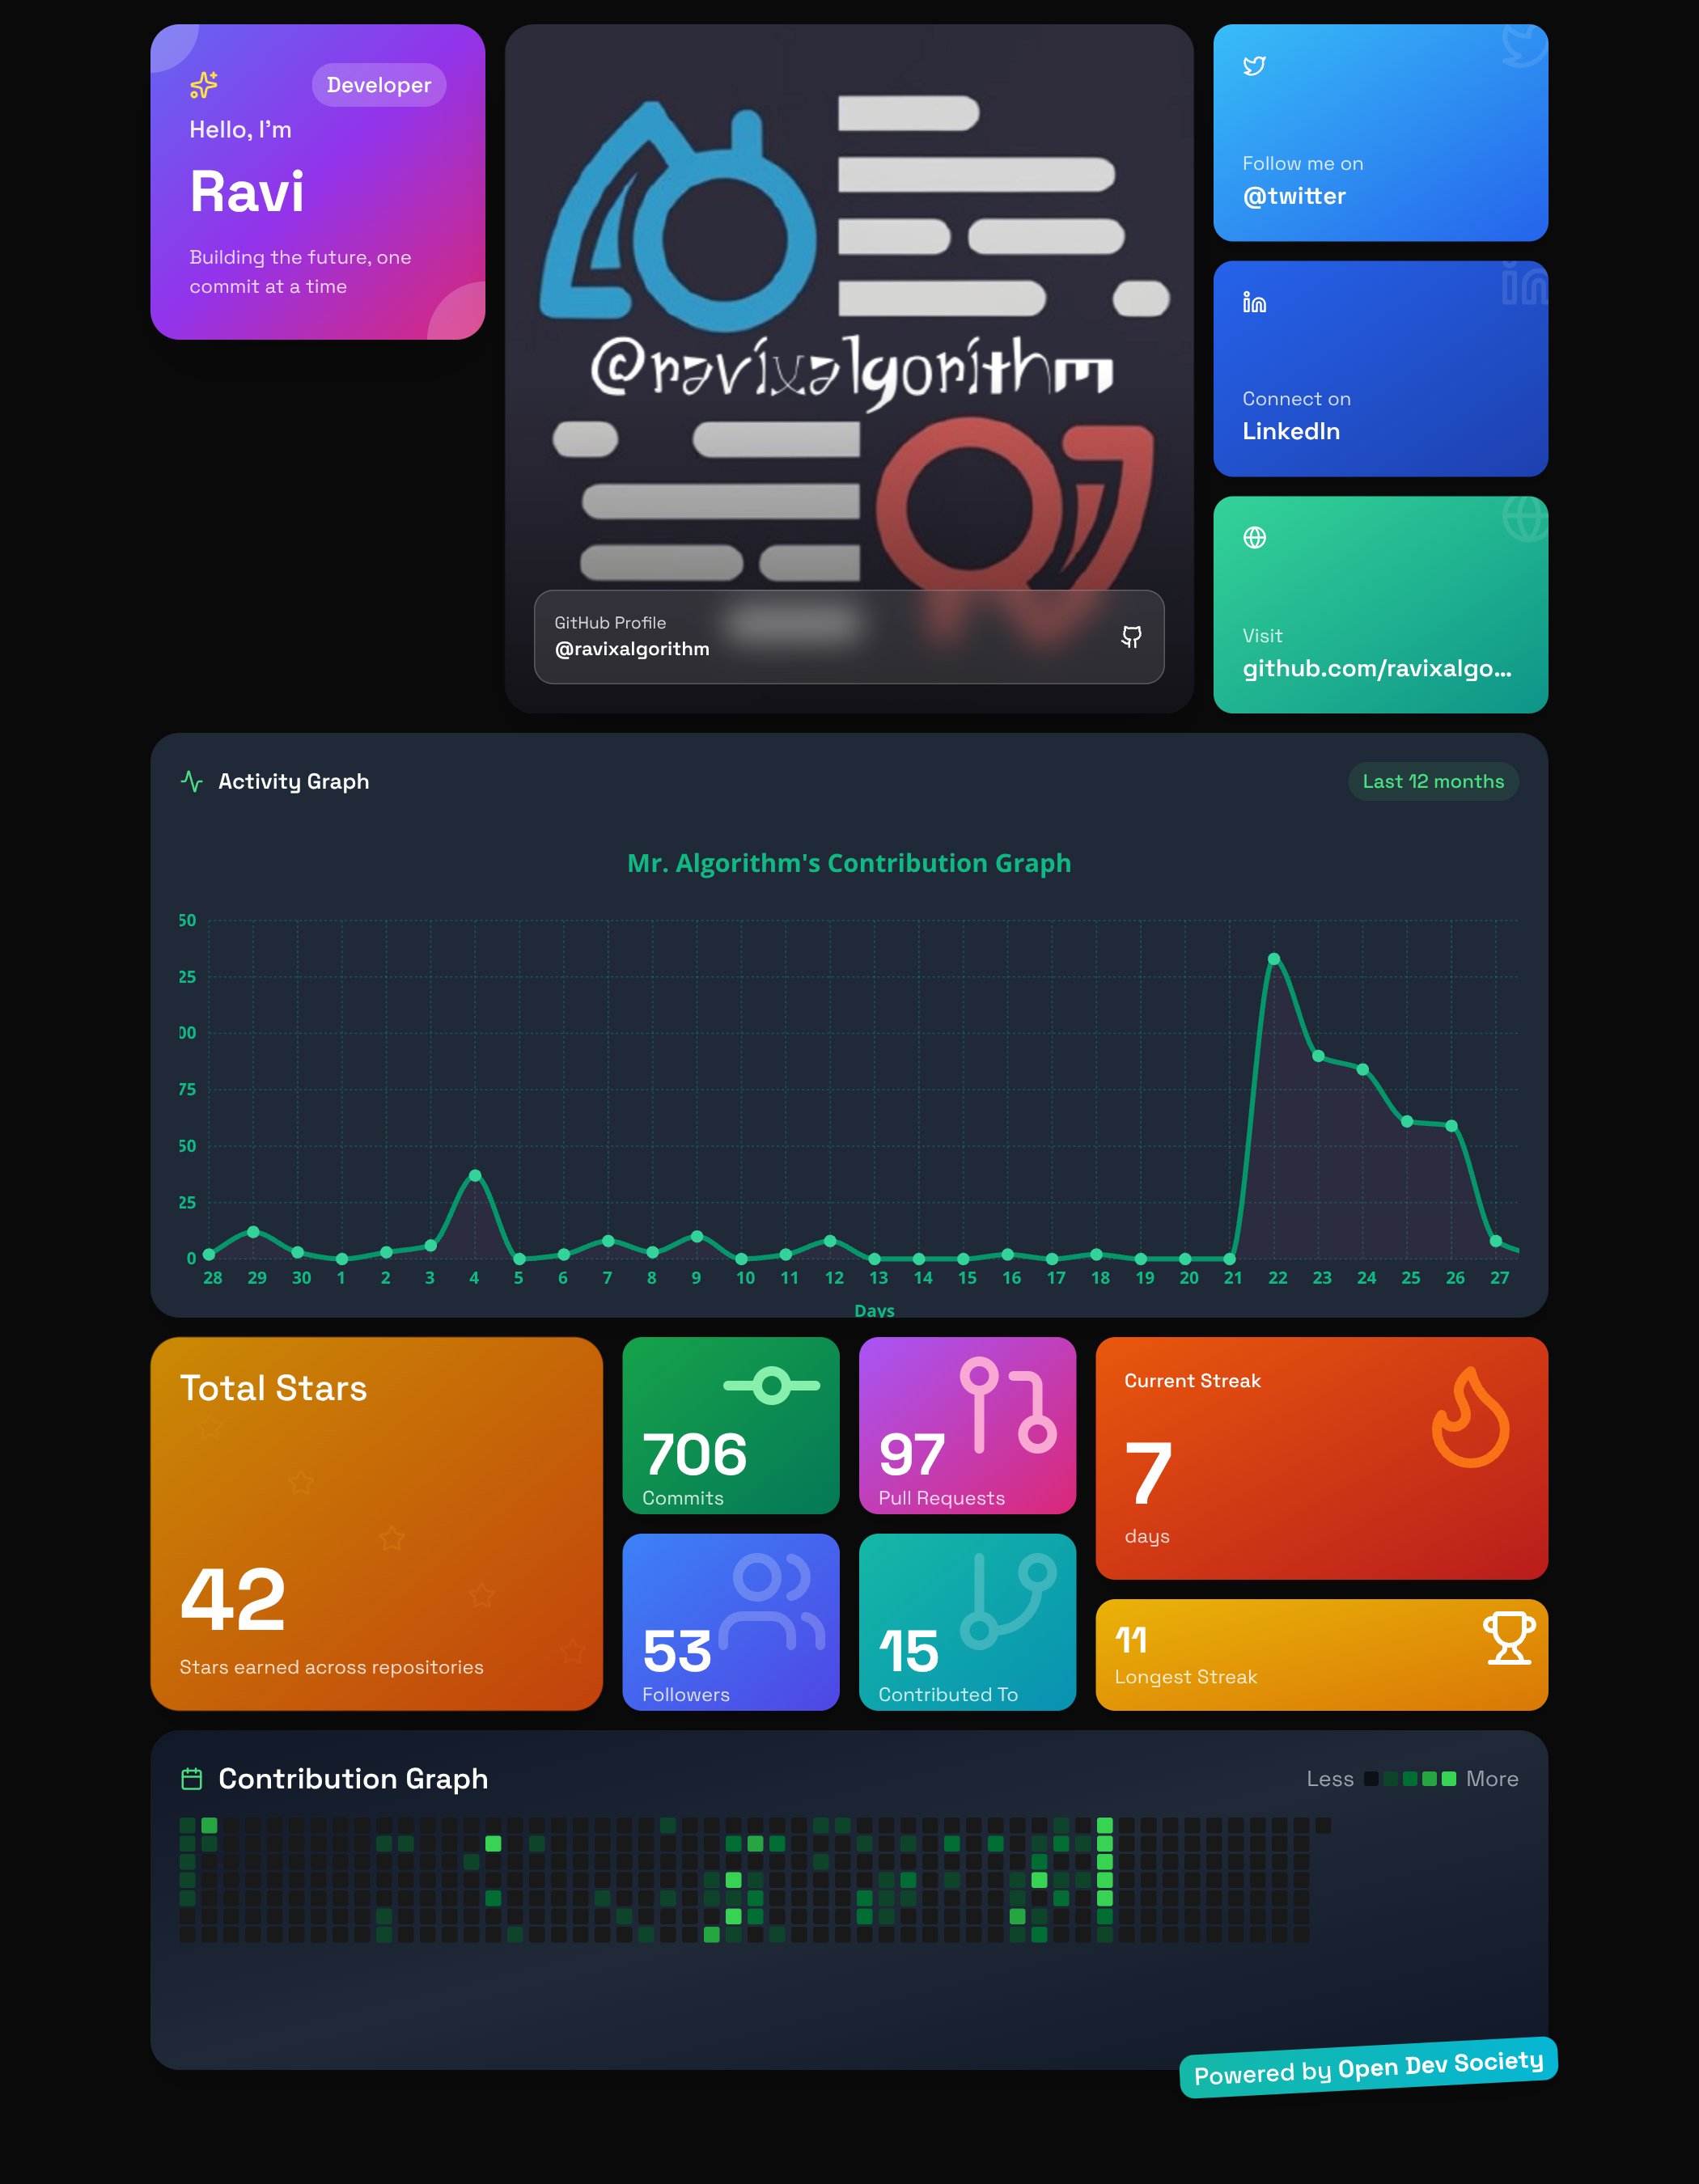 Developer
Hello, I'm
Ravi
Building the future, one
commit at a time
@ravixalgorithm
GitHub Profile
@ravixalgorithm
Follow me on
@twitter
Connect on
LinkedIn
Visit
github.com/ravixalgo...
Activity Graph
Last 12 months
Mr. Algorithm's Contribution Graph
50
25
00
75
50
25
0
28 29 30 1 2 3 4 5 6 7 8 9 10 11 12 13 14 15 16 17 18 19 20 21 22 23 24 25 26 27
Days
Total Stars
42
Stars earned across repositories
706
Commits
97
Pull Requests
53
Followers
15
Contributed To
Current Streak
7
days
11
Longest Streak
Contribution Graph
Less More
Powered by Open Dev Society